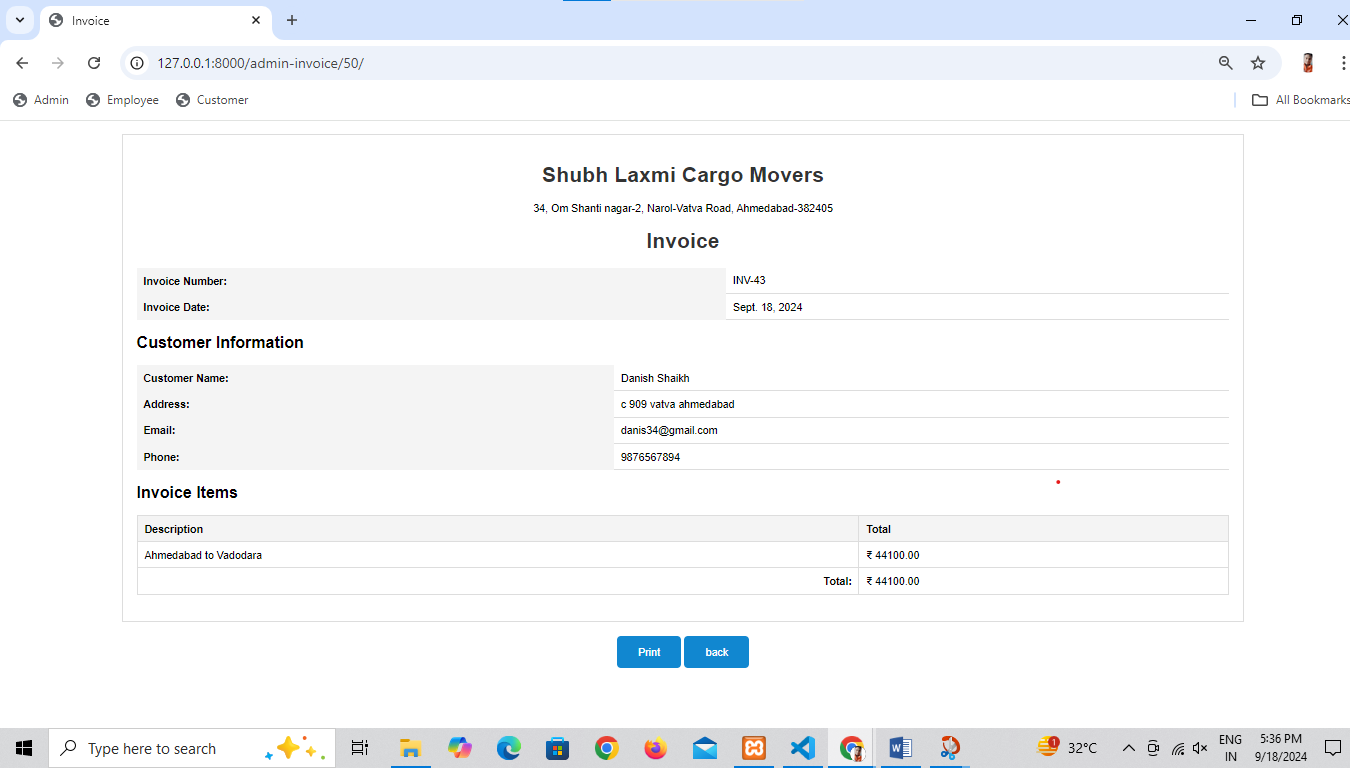 Invoice
127.0.0.1:8000/admin-invoice/50/
Admin Employee Customer All Bookmarks
Shubh Laxmi Cargo Movers
34, Om Shanti nagar-2, Narol-Vatva Road, Ahmedabad-382405
Invoice
Invoice Number: INV-43
Invoice Date: Sept. 18, 2024
Customer Information
Customer Name: Danish Shaikh
Address: c 909 vatva ahmedabad
Email: danis34@gmail.com
Phone: 9876567894
Invoice Items
Description Total
Ahmedabad to Vadodara ₹ 44100.00
Total: ₹ 44100.00
Print back
Type here to search 1 32°C ENG 5:36 PM
IN 9/18/2024